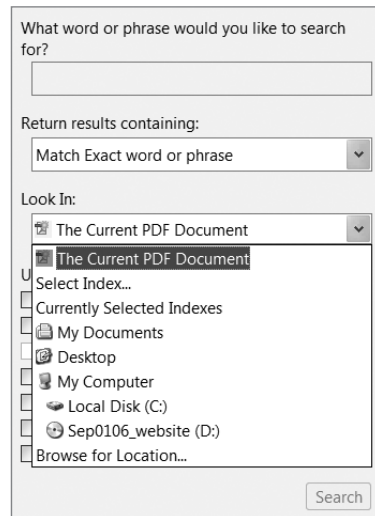 What word or phrase would you like to search
for?
Return results containing:
Match Exact word or phrase
Look In:
The Current PDF Document
The Current PDF Document
U
Select Index...
Currently Selected Indexes
My Documents
Desktop
My Computer
Local Disk (C:)
Sep0106_website (D:)
Browse for Location...
Search